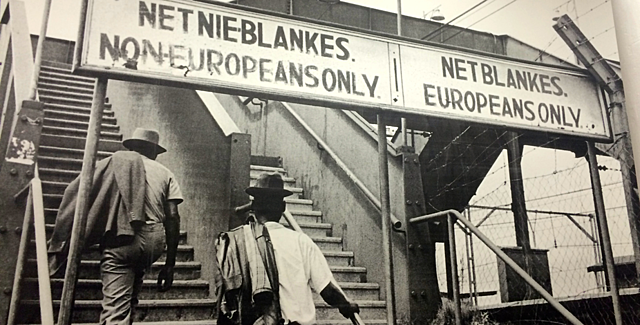 NET NIE-BLANKES.
NON-EUROPEANS ONLY.
NET BLANKES.
EUROPEANS ONLY.